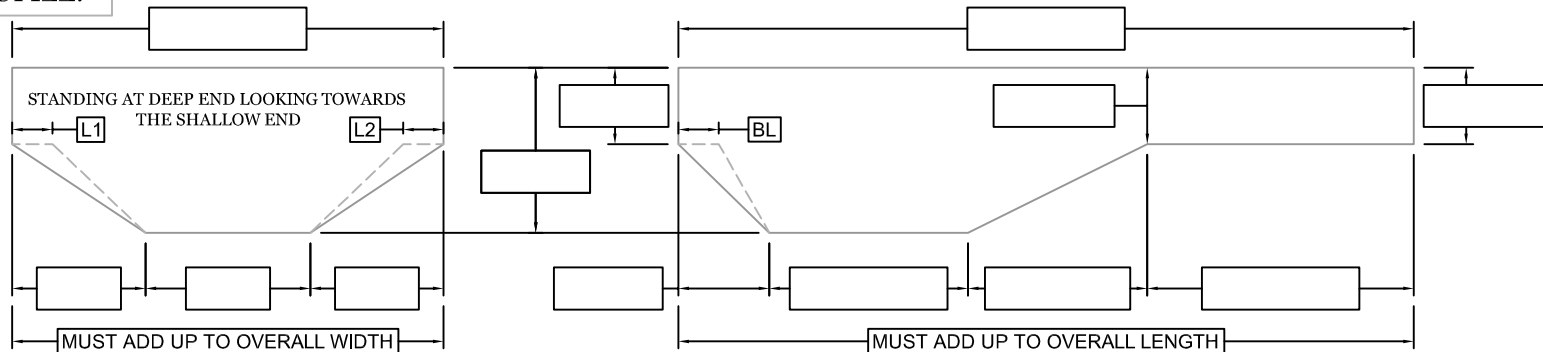 STANDING AT DEEP END LOOKING TOWARDS
THE SHALLOW END
L1
L2
BL
MUST ADD UP TO OVERALL WIDTH
MUST ADD UP TO OVERALL LENGTH